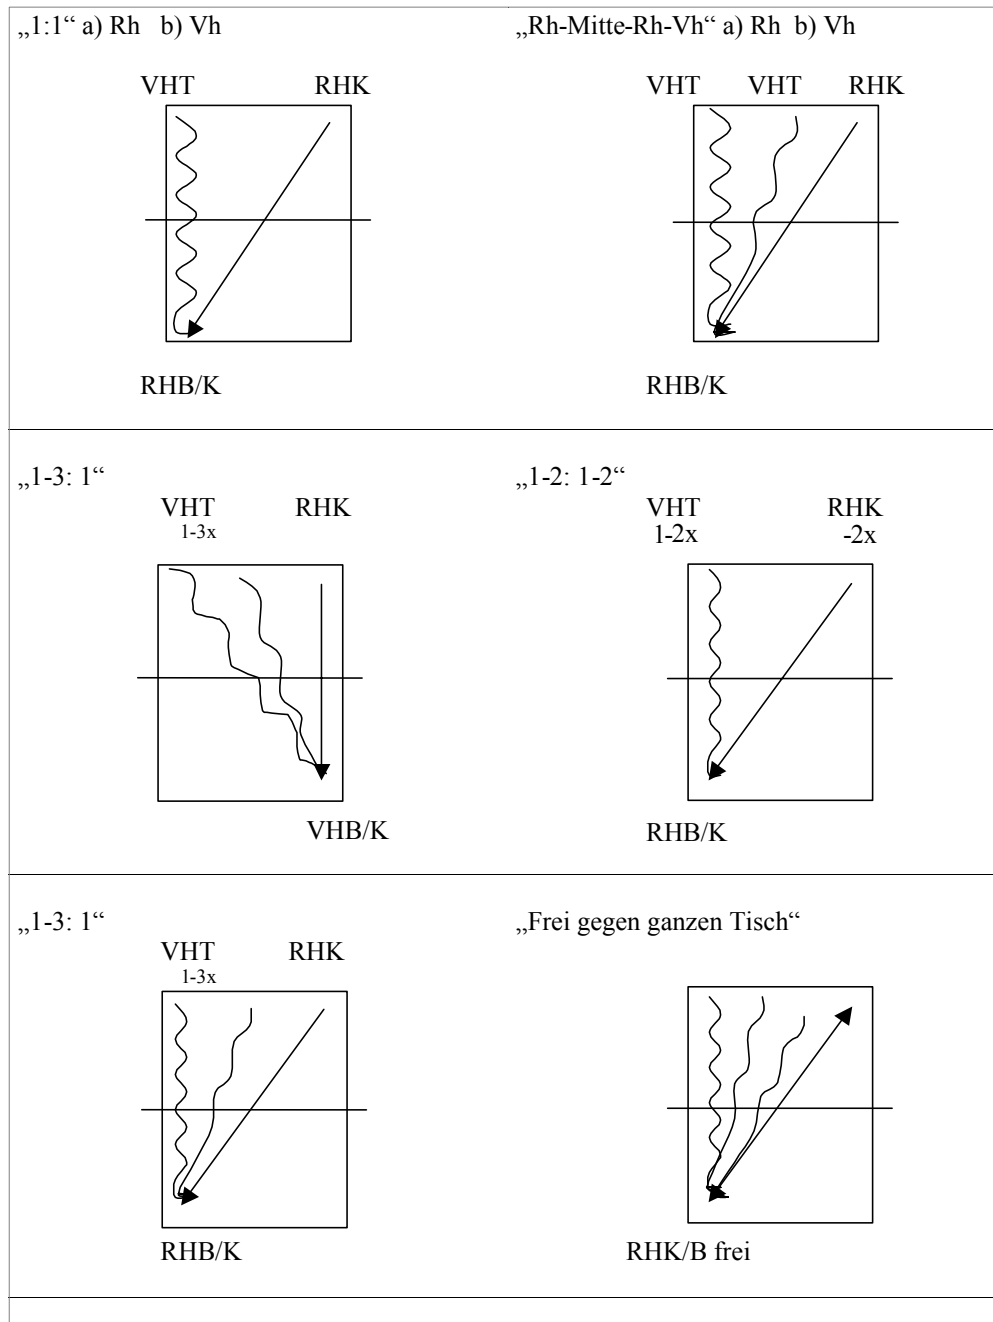 „1:1“ a) Rh b) Vh
VHT RHK
RHB/K
„Rh-Mitte-Rh-Vh“ a) Rh b) Vh
VHT VHT RHK
RHB/K
„1-3: 1“
VHT RHK
1-3x
VHB/K
„1-2: 1-2“
VHT RHK
1-2x -2x
RHB/K
„1-3: 1“
VHT RHK
1-3x
RHB/K
„Frei gegen ganzen Tisch“
RHK/B frei